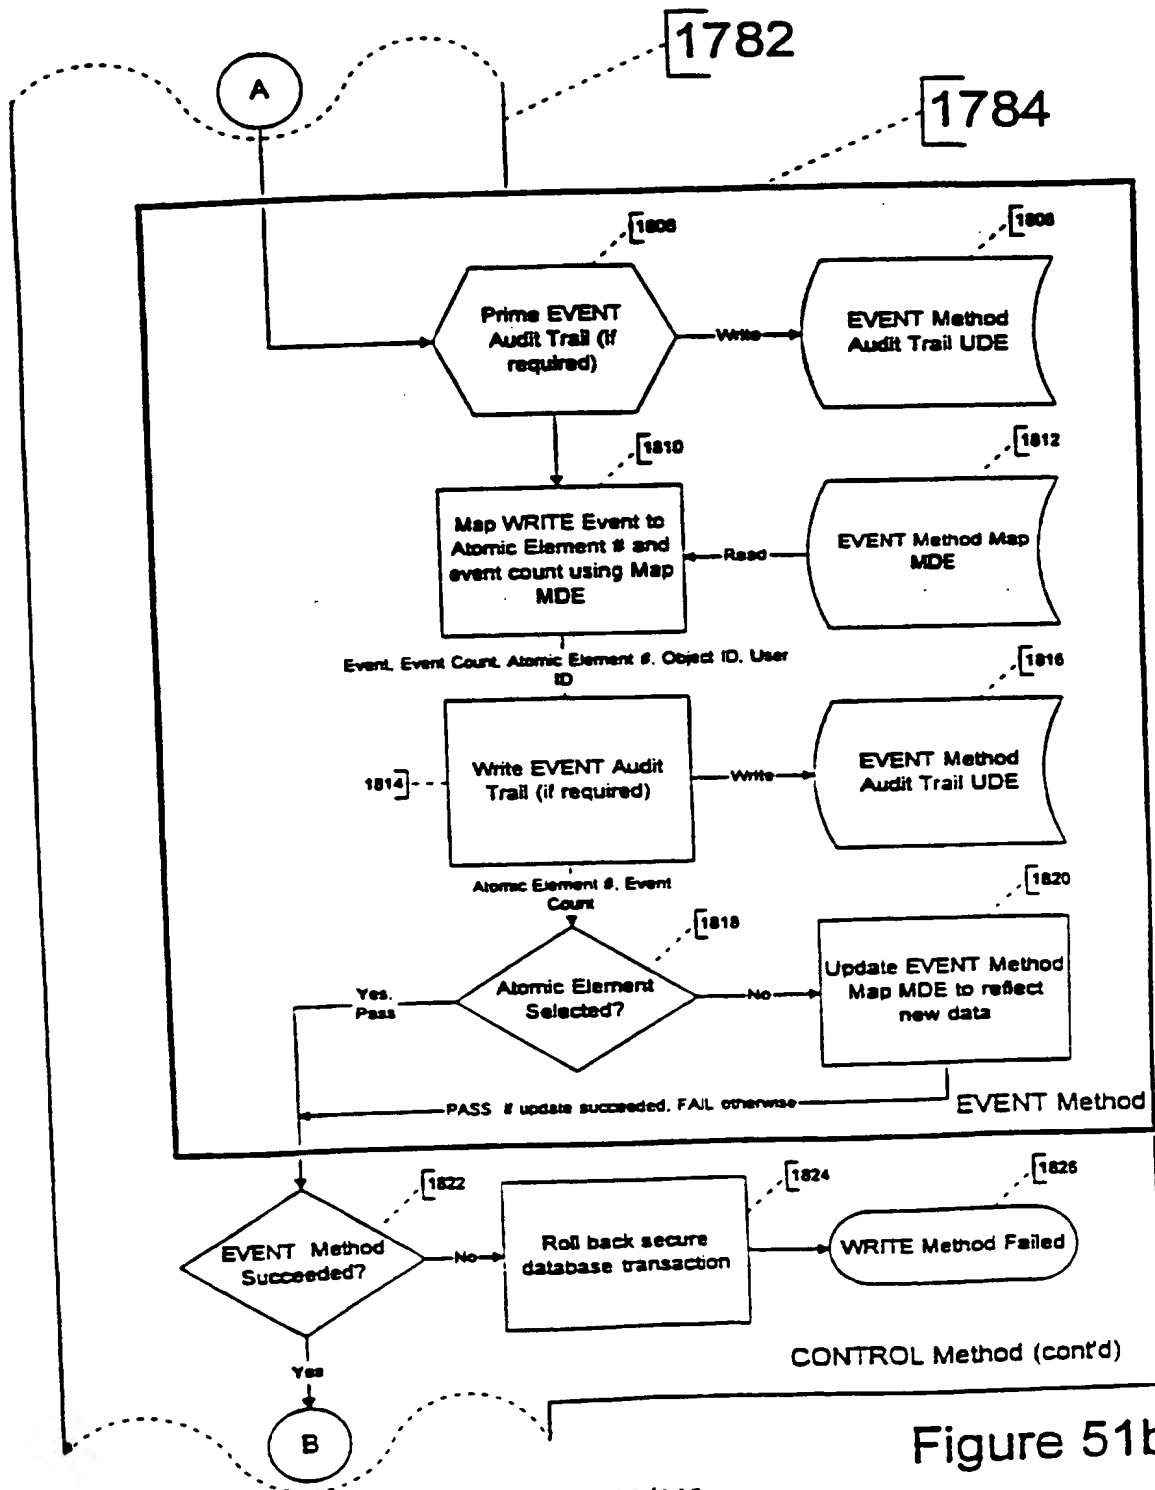 1782
A
1784
1806
1808
Prime EVENT
Audit Trail (if
required)
Write
EVENT Method
Audit Trail UDE
1810
1812
Map WRITE Event to
Atomic Element # and
event count using Map
MDE
Read
EVENT Method Map
MDE
Event, Event Count, Atomic Element #, Object ID, User
ID
1816
1814
Write EVENT Audit
Trail (if required)
Write
EVENT Method
Audit Trail UDE
Atomic Element #, Event
Count
1818
1820
Yes,
Pass
Atomic Element
Selected?
No
Update EVENT Method
Map MDE to reflect
new data
PASS if update succeeded, FAIL otherwise
EVENT Method
1822
1824
1826
EVENT Method
Succeeded?
No
Roll back secure
database transaction
WRITE Method Failed
Yes
CONTROL Method (cont'd)
B
Figure 51b